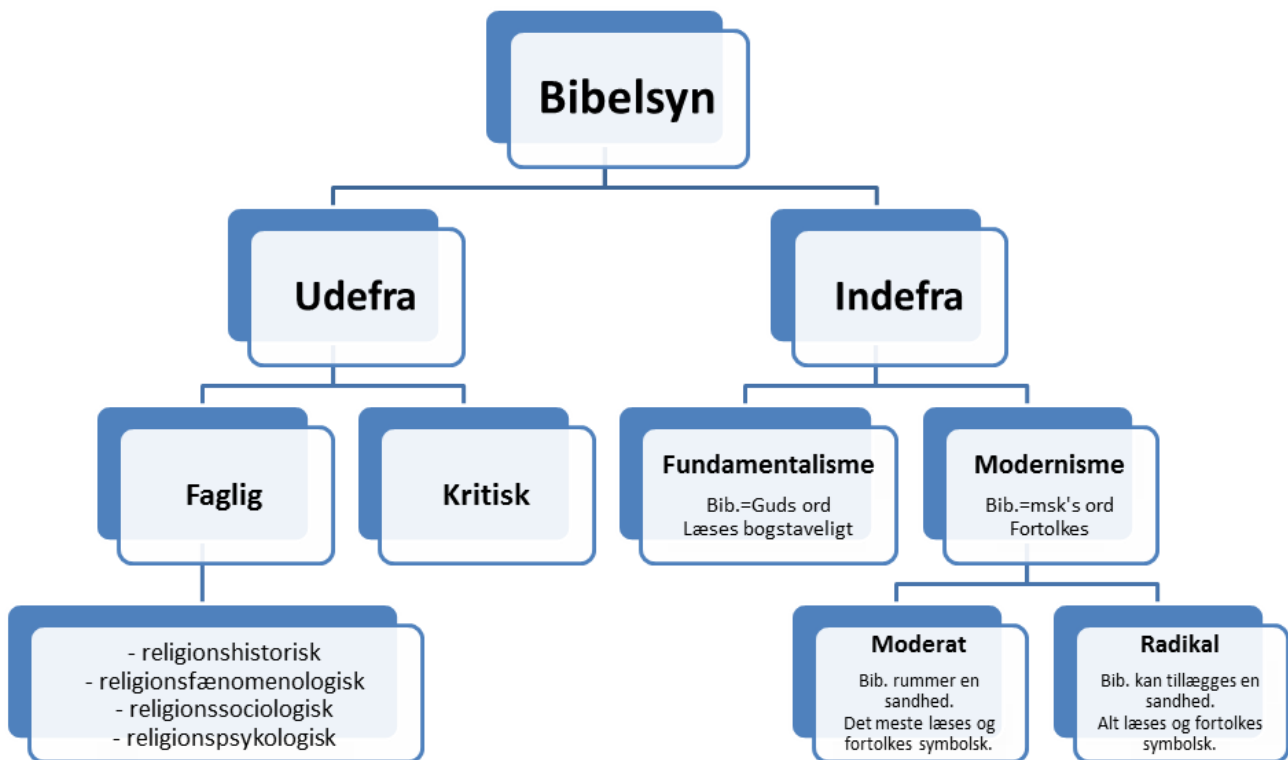 Bibelsyn
Udefra
Indefra
Faglig
Kritisk
Fundamentalisme
Bib.=Guds ord
Læses bogstaveligt
Modernisme
Bib.=msk's ord
Fortolkes
- religionshistorisk
- religionsfænomenologisk
- religionssociologisk
- religionspsykologisk
Moderat
Bib. rummer en
sandhed.
Det meste læses og
fortolkes symbolsk.
Radikal
Bib. kan tillægges en
sandhed.
Alt læses og fortolkes
symbolsk.